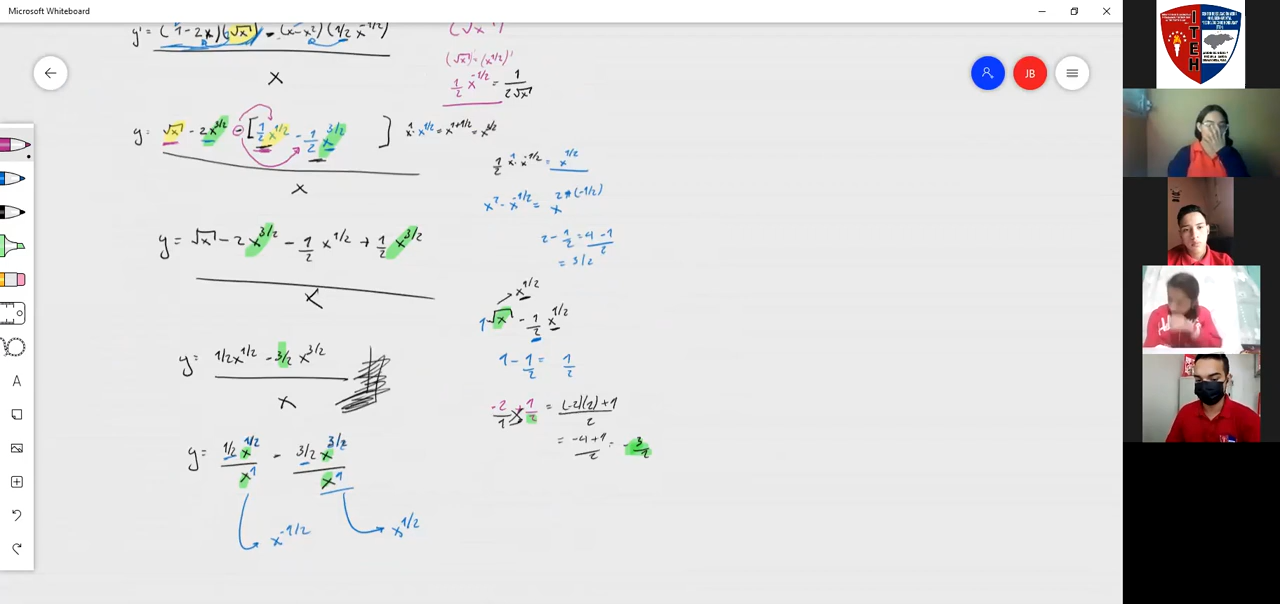 Microsoft Whiteboard
y' = (1-2x)(√x) - (x-x²)(1/2 x^-1/2)
x
y = √x - 2x^3/2 - [1/2 x^1/2 - 1/2 x^3/2]
x
y = √x - 2x^3/2 - 1/2 x^1/2 + 1/2 x^3/2
x
y = 1/2x^1/2 - 3/2 x^3/2
x
y = 1/2 x^1/2 / x^1 - 3/2 x^3/2 / x^1
x^-1/2
x^1/2
(√x)'
(√x)' = (x^1/2)'
1/2 x^-1/2 = 1/2√x
x^1 · x^1/2 = x^1+1/2 = x^3/2
1/2 x^1 · x^-1/2 = x^1/2
x² - x^-1/2 = x^2+(-1/2)
2 - 1/2 = 4-1/2
= 3/2
x^1/2
1√x - 1/2 x^1/2
1 - 1/2 = 1/2
-2/1 + 1/2 = (-2)(2)+1/2
= -4+1/2 = -3/2
JB
A
ITEH